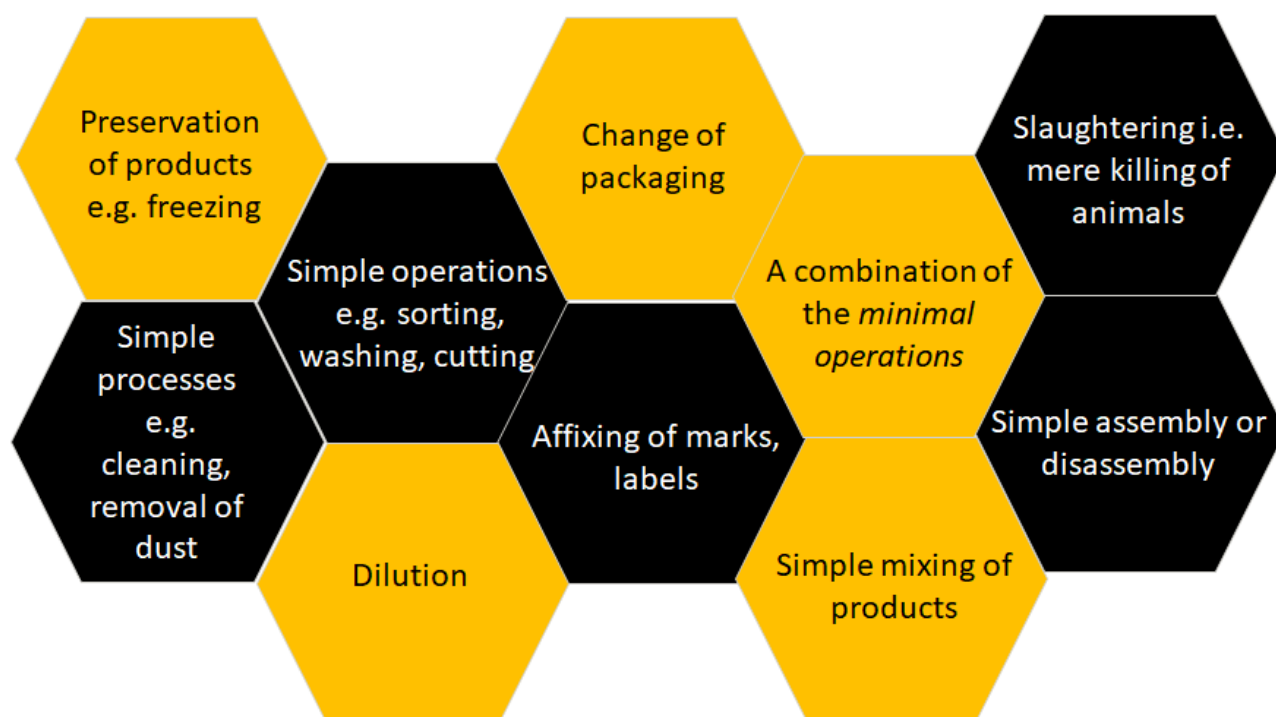 Preservation
of products
e.g. freezing
Simple
processes
e.g.
cleaning,
removal of
dust
Simple operations
e.g. sorting,
washing, cutting
Dilution
Change of
packaging
Affixing of marks,
labels
A combination of
the minimal
operations
Simple mixing of
products
Slaughtering i.e.
mere killing of
animals
Simple assembly or
disassembly